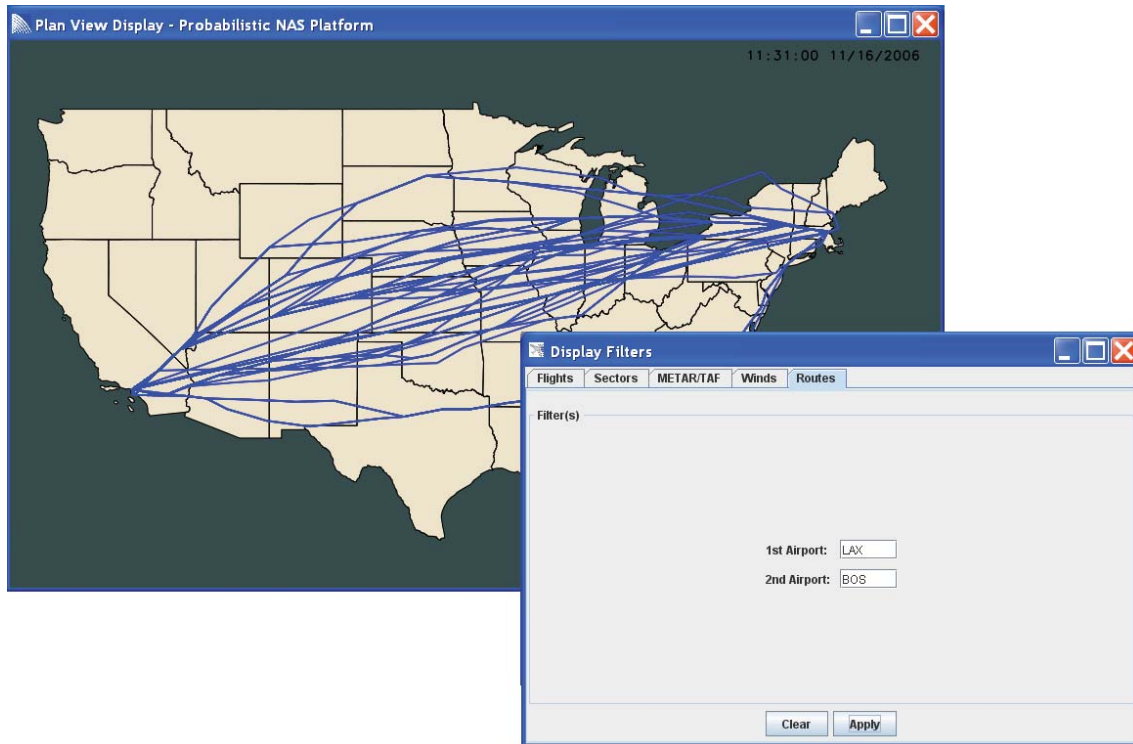 Plan View Display - Probabilistic NAS Platform
11:31:00 11/16/2006
Display Filters
Flights Sectors METAR/TAF Winds Routes
Filter(s)
1st Airport: LAX
2nd Airport: BOS
Clear Apply